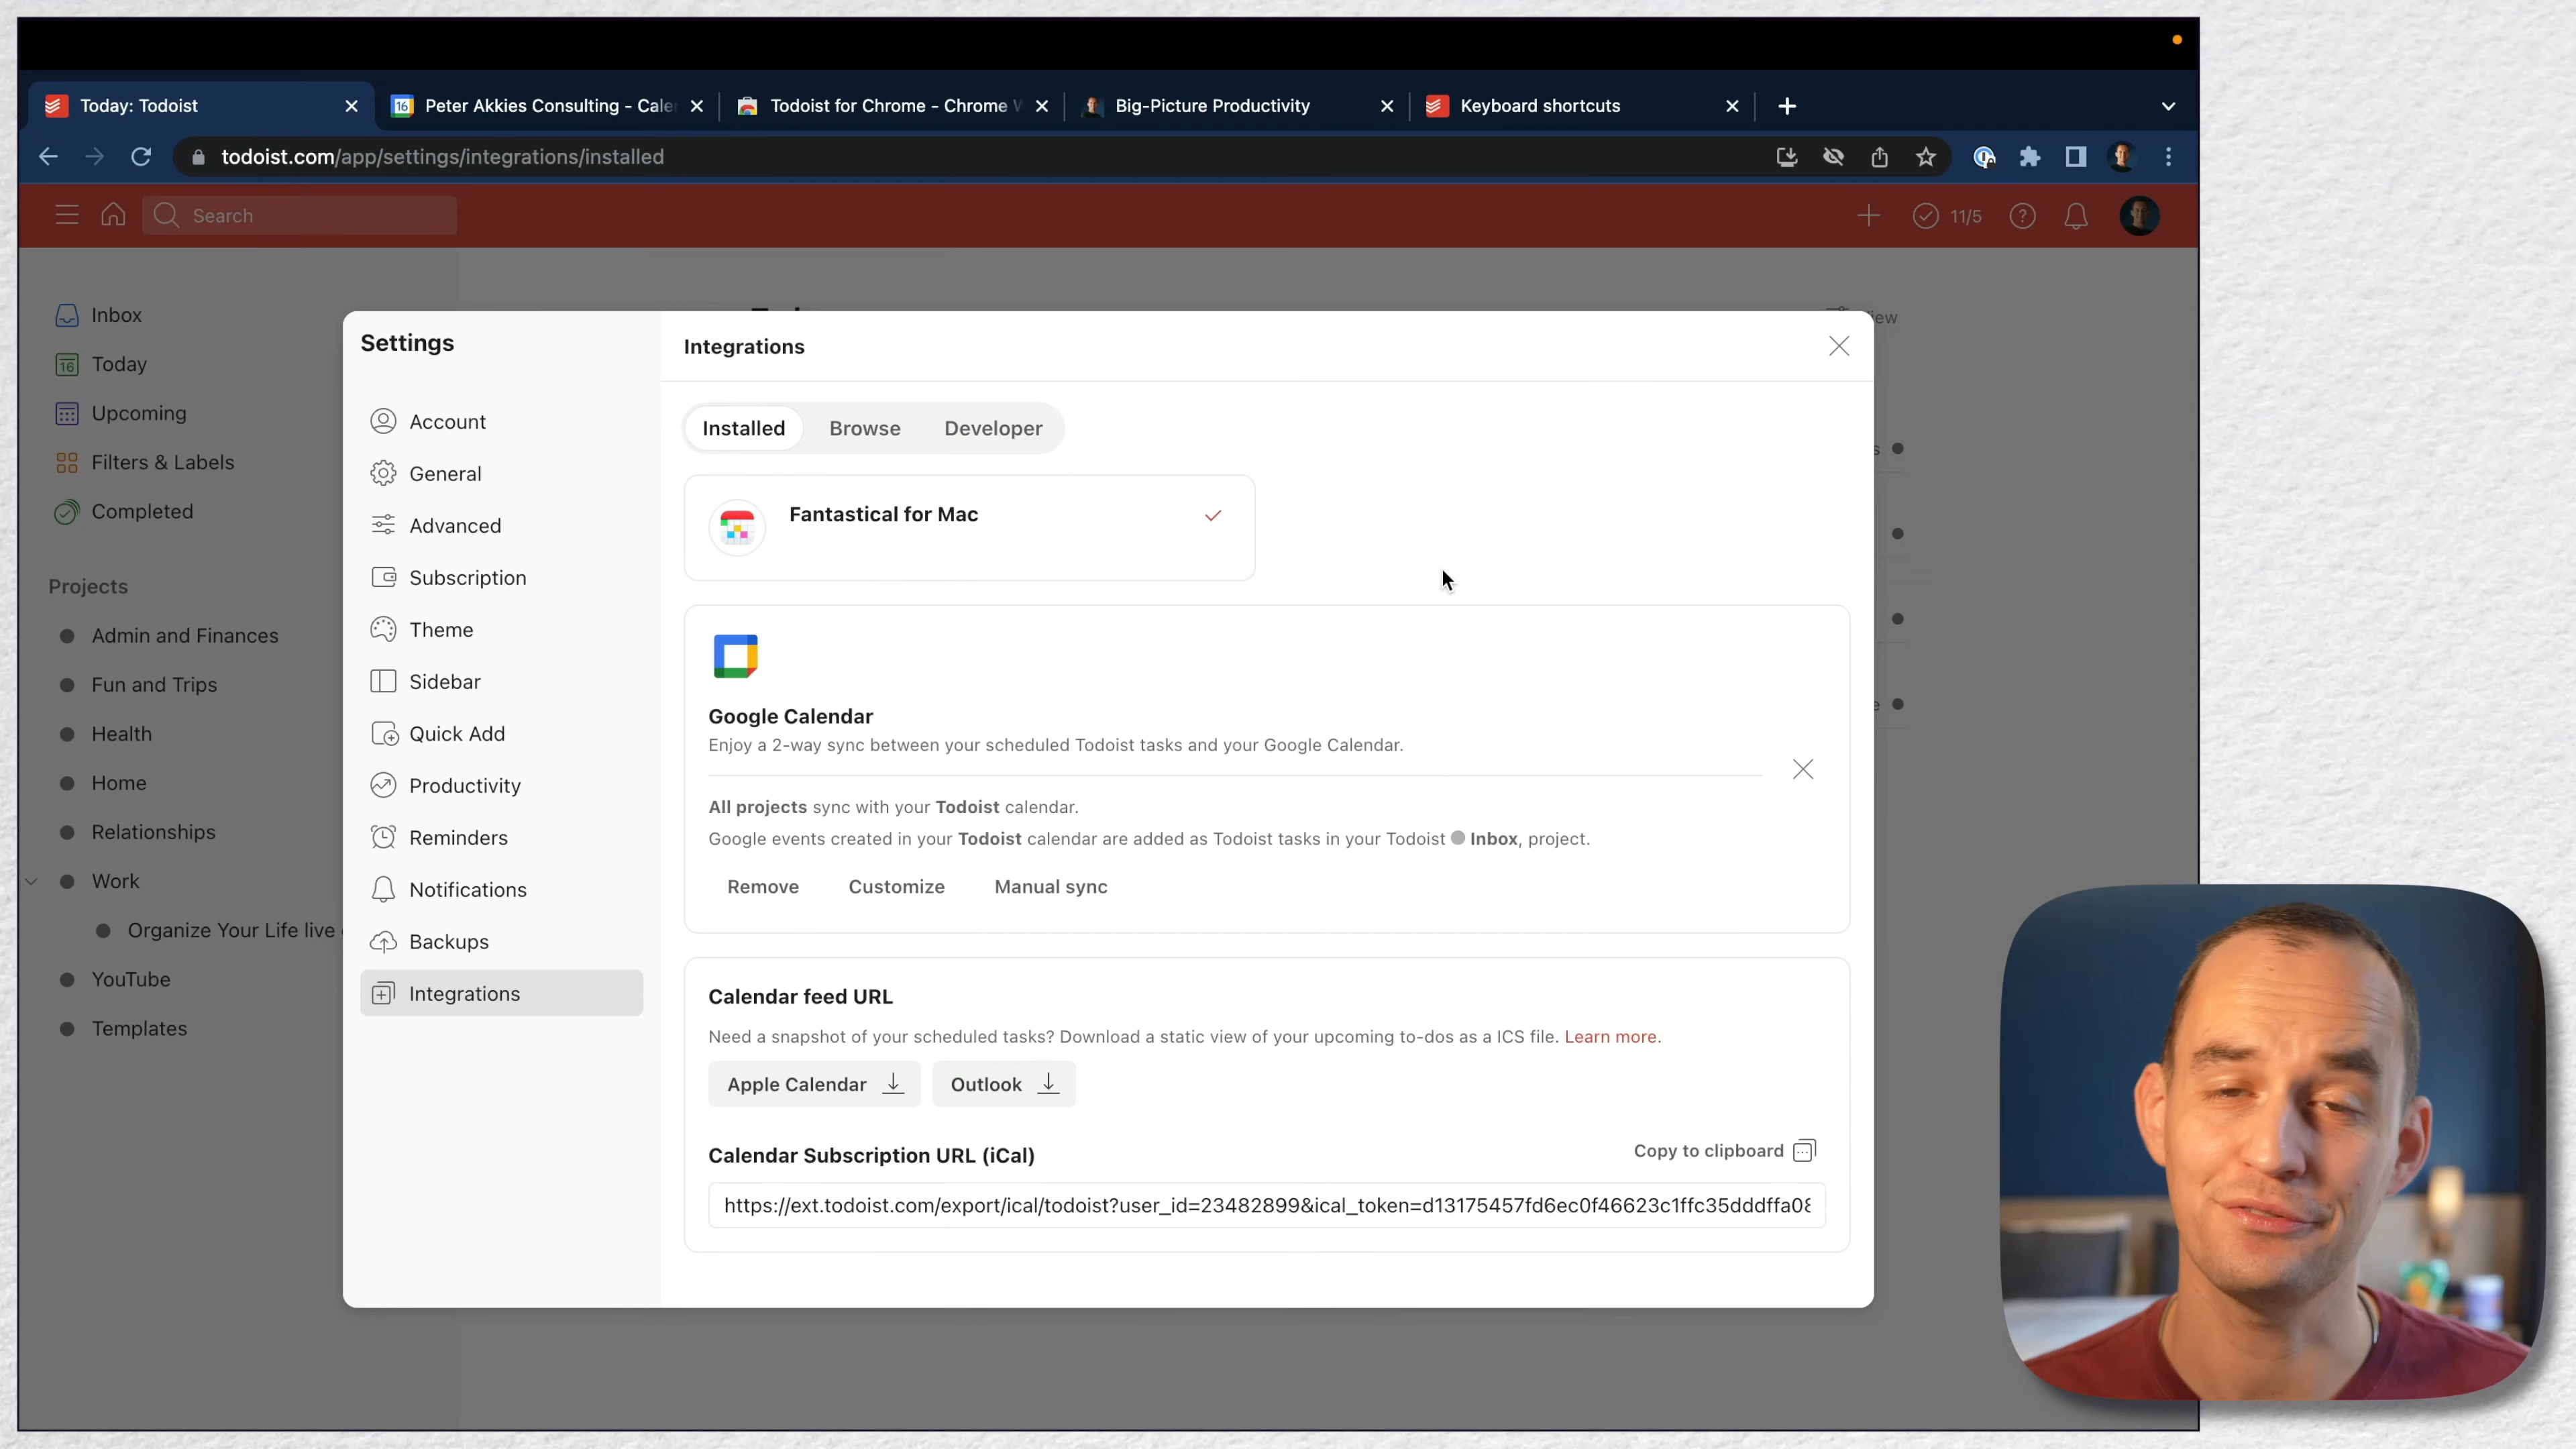 Today: Todoist
16 Peter Akkies Consulting - Cale
Todoist for Chrome - Chrome
Big-Picture Productivity
Keyboard shortcuts
todoist.com/app/settings/integrations/installed
Search
11/5
Inbox
16 Today
Upcoming
Filters & Labels
Completed
Projects
Admin and Finances
Fun and Trips
Health
Home
Relationships
Work
Organize Your Life live
YouTube
Templates
Settings
Account
General
Advanced
Subscription
Theme
Sidebar
Quick Add
Productivity
Reminders
Notifications
Backups
Integrations
Integrations
Installed Browse Developer
Fantastical for Mac
Google Calendar
Enjoy a 2-way sync between your scheduled Todoist tasks and your Google Calendar.
All projects sync with your Todoist calendar.
Google events created in your Todoist calendar are added as Todoist tasks in your Todoist Inbox, project.
Remove Customize Manual sync
Calendar feed URL
Need a snapshot of your scheduled tasks? Download a static view of your upcoming to-dos as a ICS file. Learn more.
Apple Calendar Outlook
Calendar Subscription URL (iCal) Copy to clipboard
https://ext.todoist.com/export/ical/todoist?user_id=23482899&ical_token=d13175457fd6ec0f46623c1ffc35dddffa08